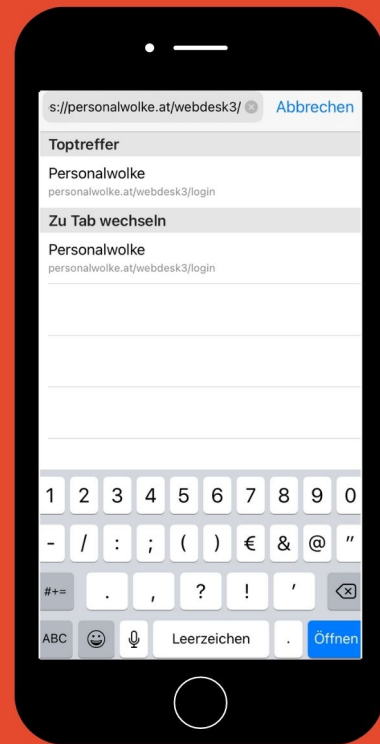 s://personalwolke.at/webdesk3/ Abbrechen
Toptreffer
Personalwolke
personalwolke.at/webdesk3/login
Zu Tab wechseln
Personalwolke
personalwolke.at/webdesk3/login
1 2 3 4 5 6 7 8 9 0
- / : ; ( ) € & @ "
#+= . , ? ! '
ABC Leerzeichen . Öffnen